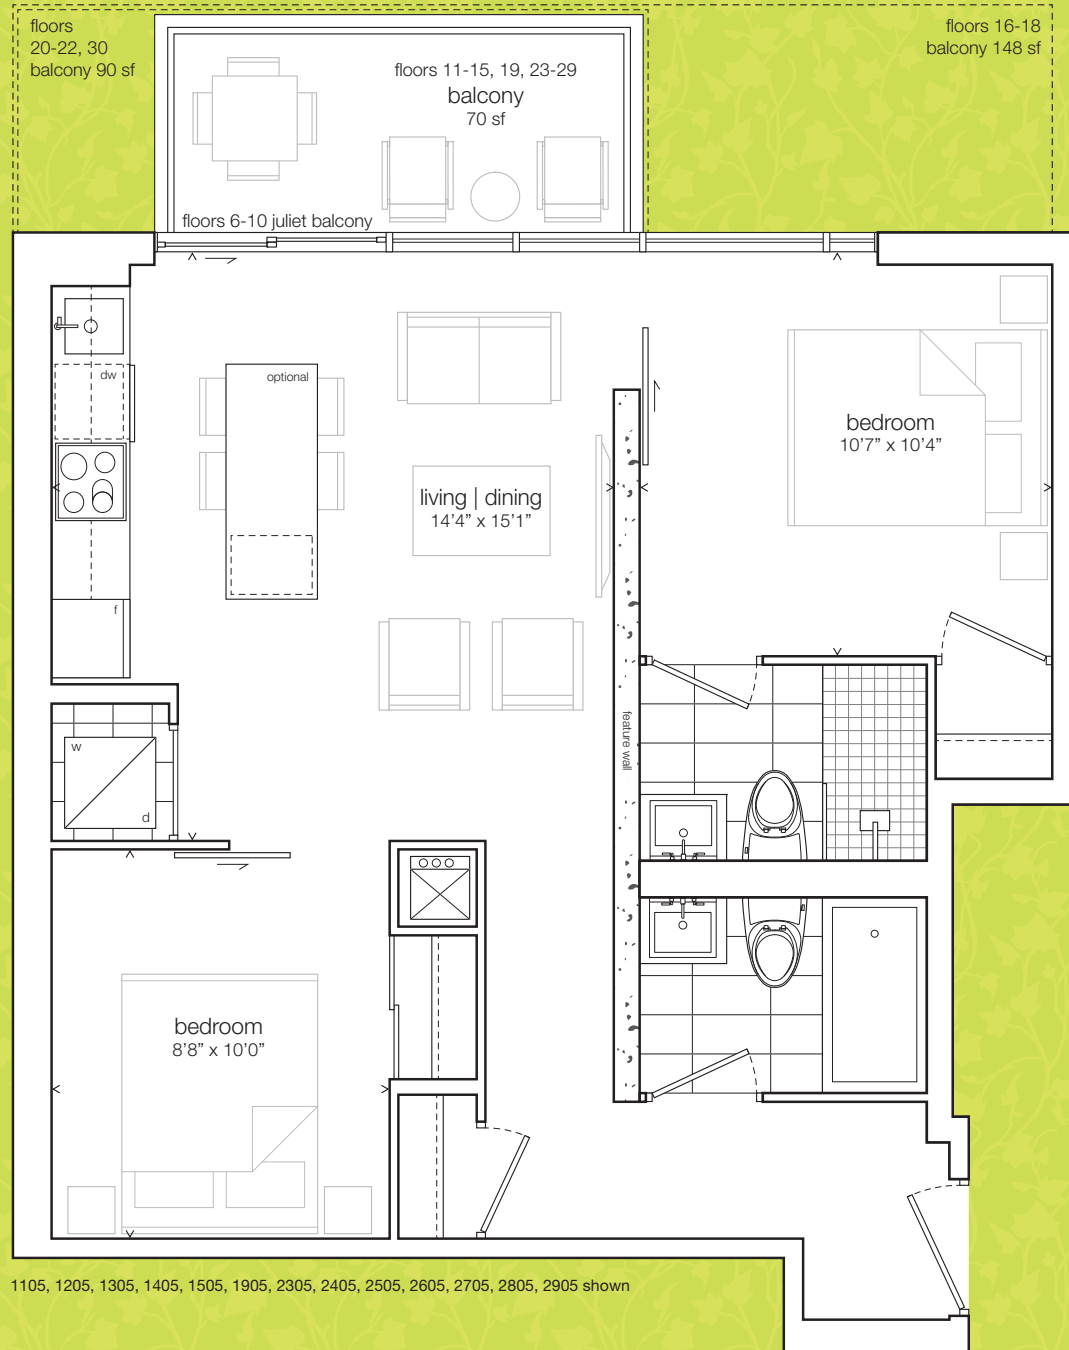 floors
20-22, 30
balcony 90 sf
floors 16-18
balcony 148 sf
floors 11-15, 19, 23-29
balcony
70 sf
floors 6-10 juliet balcony
dw
optional
bedroom
10’7” x 10’4”
living | dining
14’4” x 15’1”
f
feature wall
w
d
bedroom
8’8” x 10’0”
1105, 1205, 1305, 1405, 1505, 1905, 2305, 2405, 2505, 2605, 2705, 2805, 2905 shown